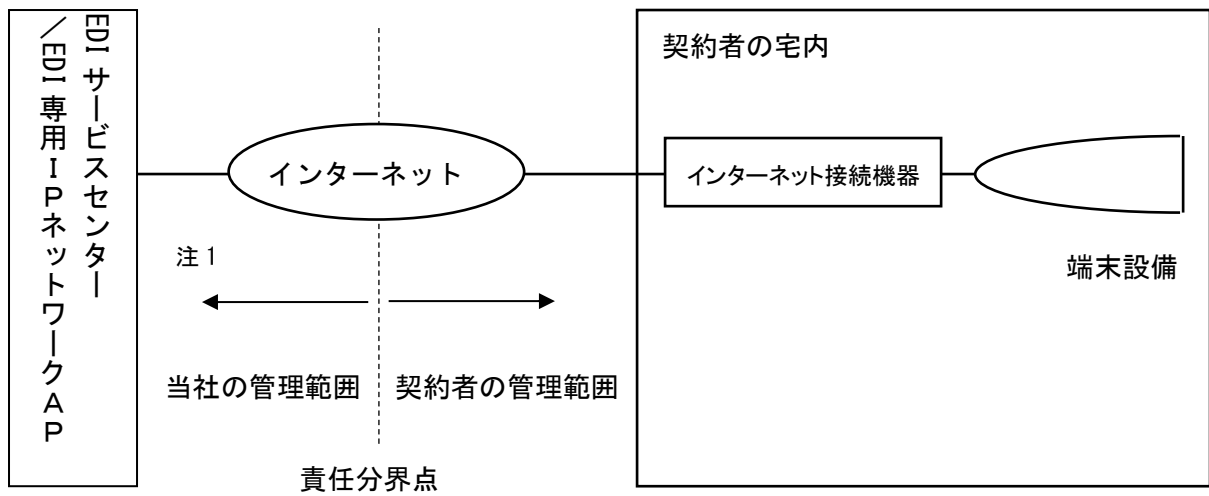 EDI サービスセンター
／EDI 専用ＩＰネットワークＡＰ
インターネット
契約者の宅内
インターネット接続機器
端末設備
注1
当社の管理範囲
契約者の管理範囲
責任分界点